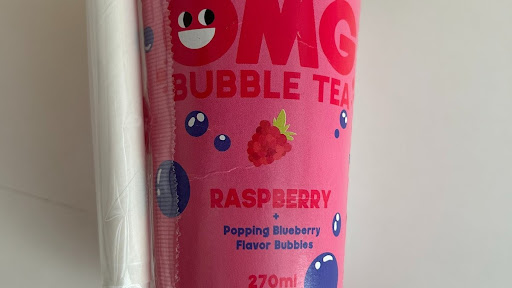 OMG
BUBBLE TEA
RASPBERRY
+
Popping Blueberry
Flavor Bubbles
270ml